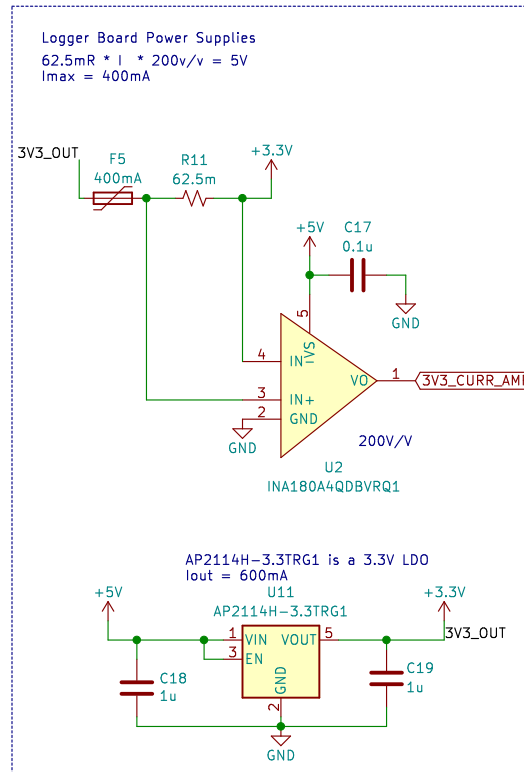 Logger Board Power Supplies
62.5mR * I  * 200v/v = 5V
Imax = 400mA
3V3_OUT
F5
400mA
R11
62.5m
+3.3V
+5V
C17
0.1u
GND
5
VS
4
IN-
3
IN+
2
GND
VO
1
3V3_CURR_AM
GND
200V/V
U2
INA180A4QDBVRQ1
AP2114H-3.3TRG1 is a 3.3V LDO
Iout = 600mA
U11
AP2114H-3.3TRG1
+5V
+3.3V
3V3_OUT
1
VIN
VOUT
5
3
EN
GND
2
C18
1u
C19
1u
GND